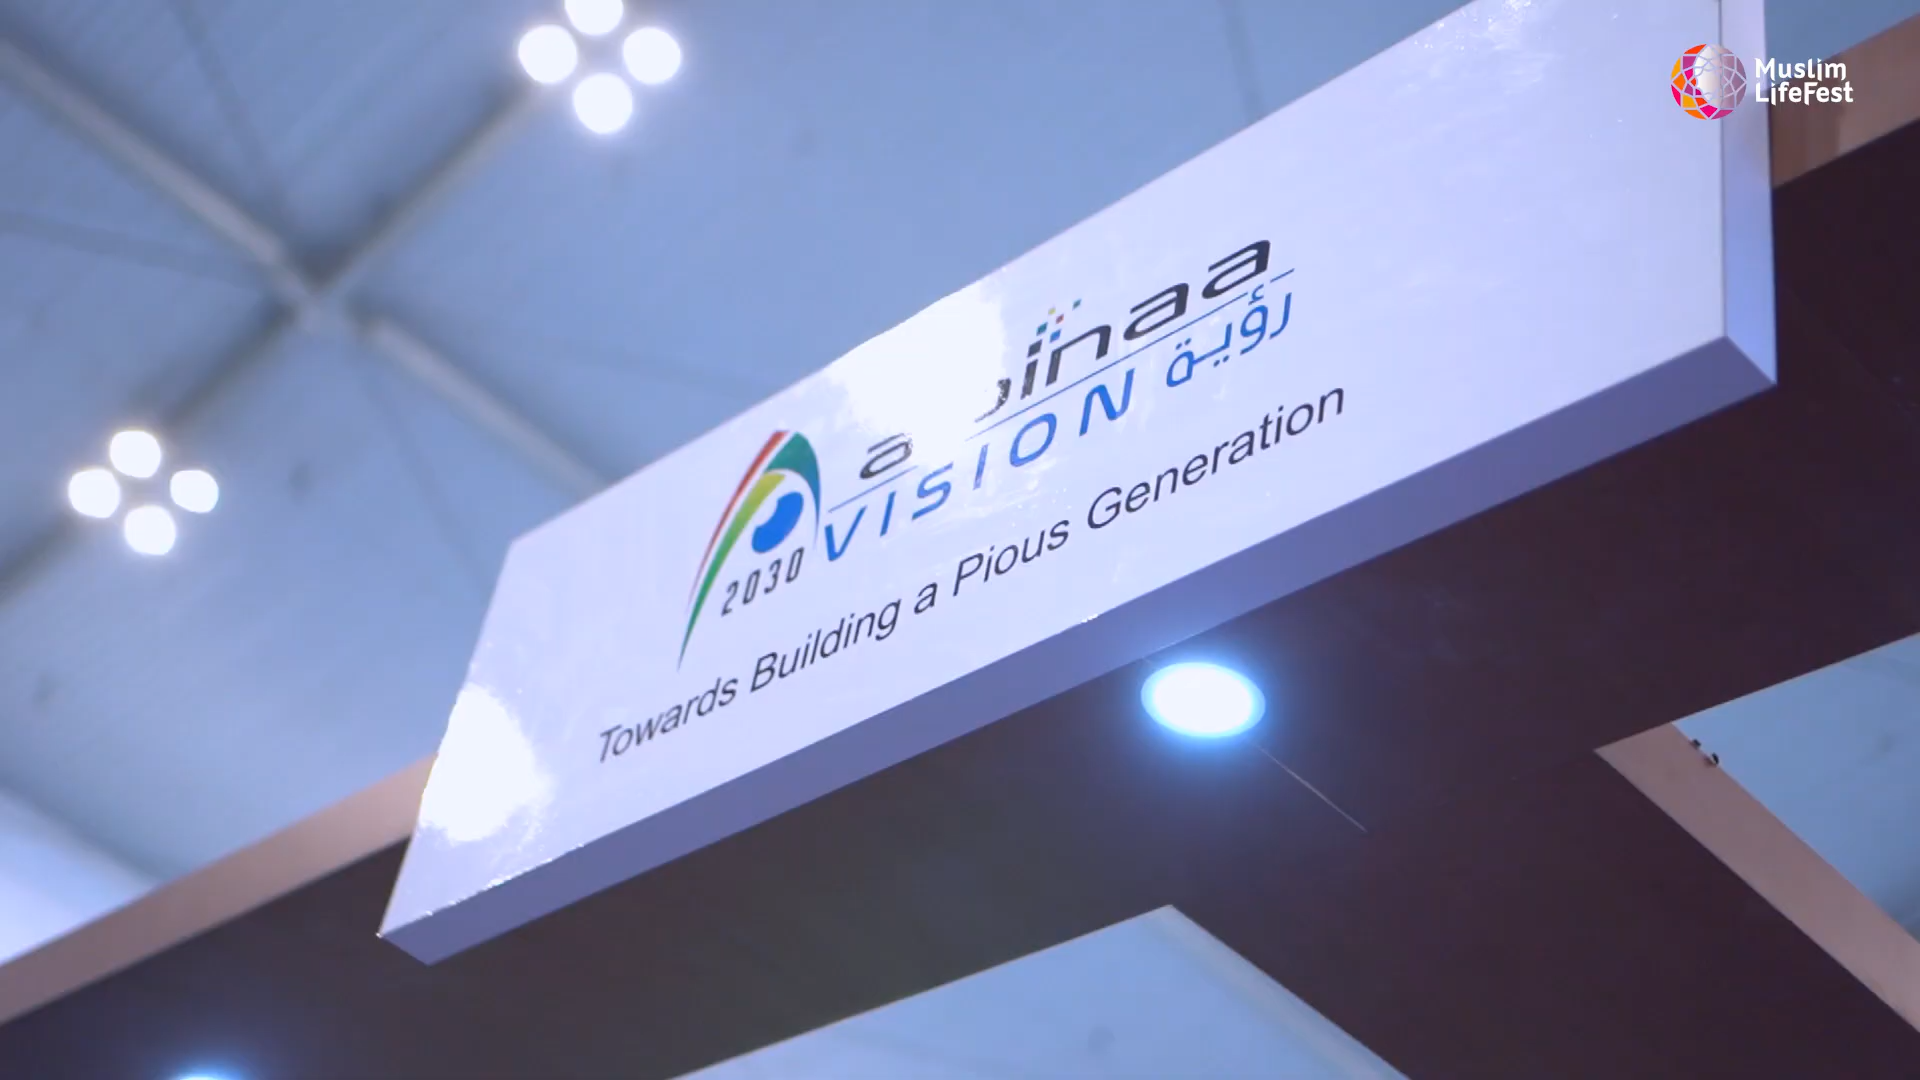 Muslim
LifeFest
VISION رؤية
2030
Towards Building a Pious Generation